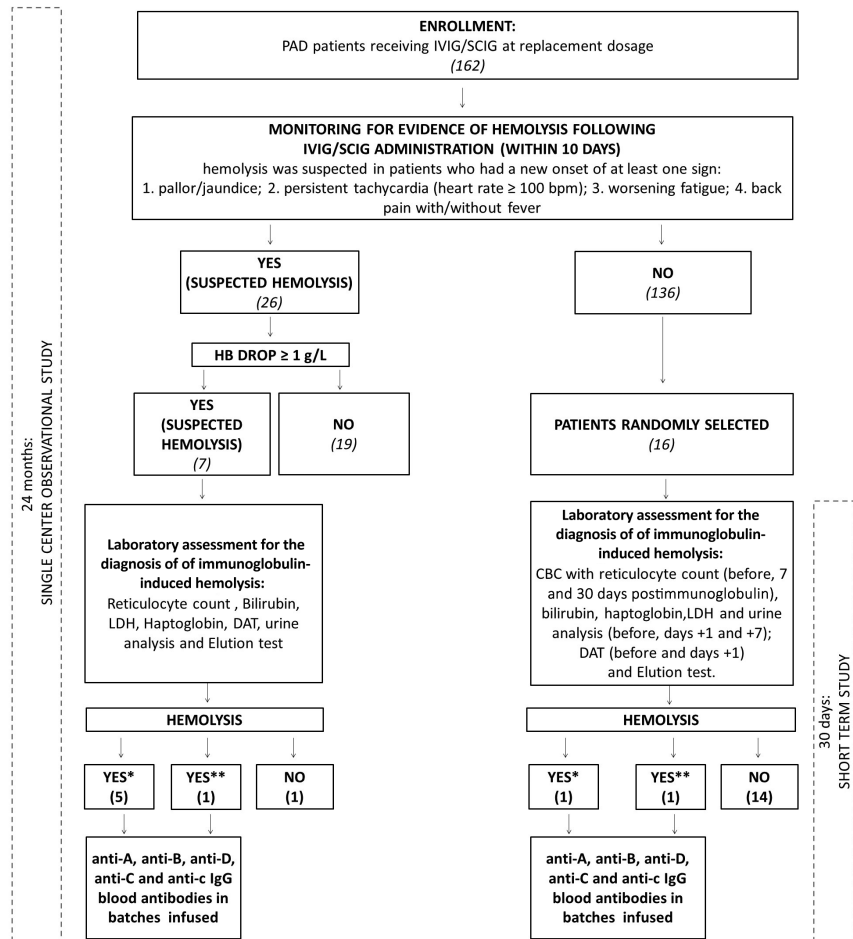 ENROLLMENT:
PAD patients receiving IVIG/SCIG at replacement dosage
(162)
MONITORING FOR EVIDENCE OF HEMOLYSIS FOLLOWING
IVIG/SCIG ADMINISTRATION (WITHIN 10 DAYS)
hemolysis was suspected in patients who had a new onset of at least one sign:
1. pallor/jaundice; 2. persistent tachycardia (heart rate ≥ 100 bpm); 3. worsening fatigue; 4. back
pain with/without fever
YES
(SUSPECTED HEMOLYSIS)
(26)
NO
(136)
HB DROP ≥ 1 g/L
YES
(SUSPECTED
HEMOLYSIS)
(7)
NO
(19)
PATIENTS RANDOMLY SELECTED
(16)
24 months:
SINGLE CENTER OBSERVATIONAL STUDY
Laboratory assessment for the
diagnosis of of immunoglobulin-
induced hemolysis:
Reticulocyte count , Bilirubin,
LDH, Haptoglobin, DAT, urine
analysis and Elution test
Laboratory assessment for the
diagnosis of of immunoglobulin-
induced hemolysis:
CBC with reticulocyte count (before, 7
and 30 days postimmunoglobulin),
bilirubin, haptoglobin,LDH and urine
analysis (before, days +1 and +7);
DAT (before and days +1)
and Elution test.
30 days:
SHORT TERM STUDY
HEMOLYSIS
YES*
(5)
YES**
(1)
NO
(1)
HEMOLYSIS
YES*
(1)
YES**
(1)
NO
(14)
anti-A, anti-B, anti-D,
anti-C and anti-c IgG
blood antibodies in
batches infused
anti-A, anti-B, anti-D,
anti-C and anti-c IgG
blood antibodies in
batches infused